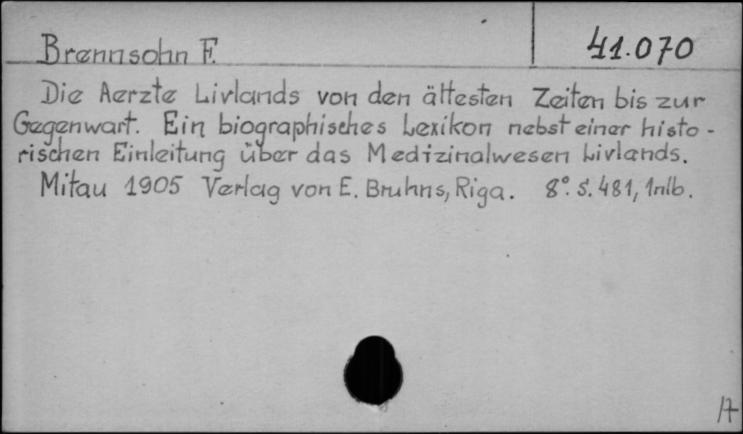 Brennsohn F. 41.070
Die Aerzte Livlands von den ältesten Zeiten bis zur
Gegenwart. Ein biographisches Lexikon nebst einer histo-
rischen Einleitung über das Medizinalwesen Livlands.
Mitau 1905 Verlag von E. Bruhns, Riga. 8°. S. 481, 1nlb.